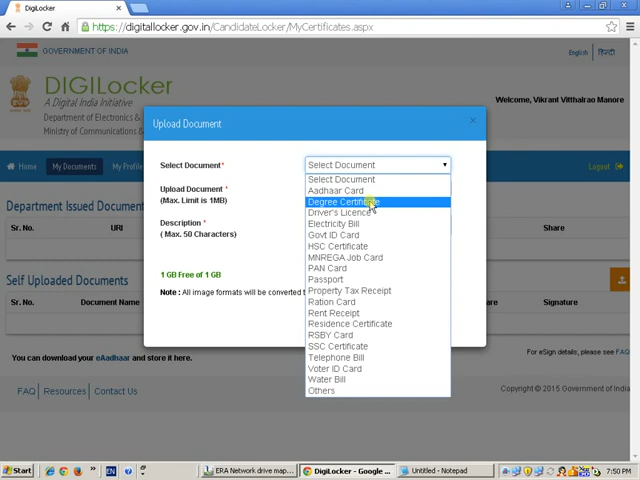 DigiLocker
https://digitallocker.gov.in/CandidateLocker/MyCertificates.aspx
GOVERNMENT OF INDIA
English
हिन्दी
DIGILocker
A Digital India Initiative
Department of Electronics &
Ministry of Communications &
Welcome, Vikrant Vitthalrao Manore
Home
My Documents
My Profile
Logout
Upload Document
Select Document*
Select Document
Upload Document *
(Max. Limit is 1MB)
Description *
( Max. 50 Characters)
1 GB Free of 1 GB
Note : All image formats will be converted t
Select Document
Aadhaar Card
Degree Certificate
Driver's Licence
Electricity Bill
Govt ID Card
HSC Certificate
MNREGA Job Card
PAN Card
Passport
Property Tax Receipt
Ration Card
Rent Receipt
Residence Certificate
RSBY Card
SSC Certificate
Telephone Bill
Voter ID Card
Water Bill
Others
Department Issued Docum
Sr. No.
URI
Share
Self Uploaded Documents
Sr. No.
Document Name
Signature
You can download your eAadhaar and store it here.
For eSign details, please see FAQ
FAQ
Resources
Contact Us
Copyright © 2015 Government of India
Start
EN
ERA Network drive map...
DigiLocker - Google ...
Untitled - Notepad
7:50 PM